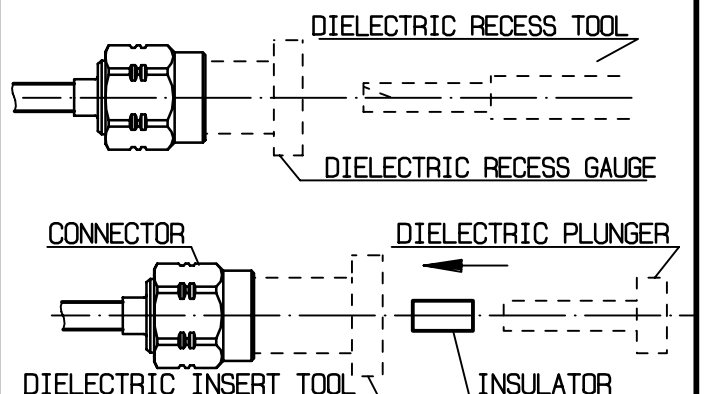 DIELECTRIC RECESS TOOL
DIELECTRIC RECESS GAUGE
CONNECTOR
DIELECTRIC PLUNGER
DIELECTRIC INSERT TOOL
INSULATOR